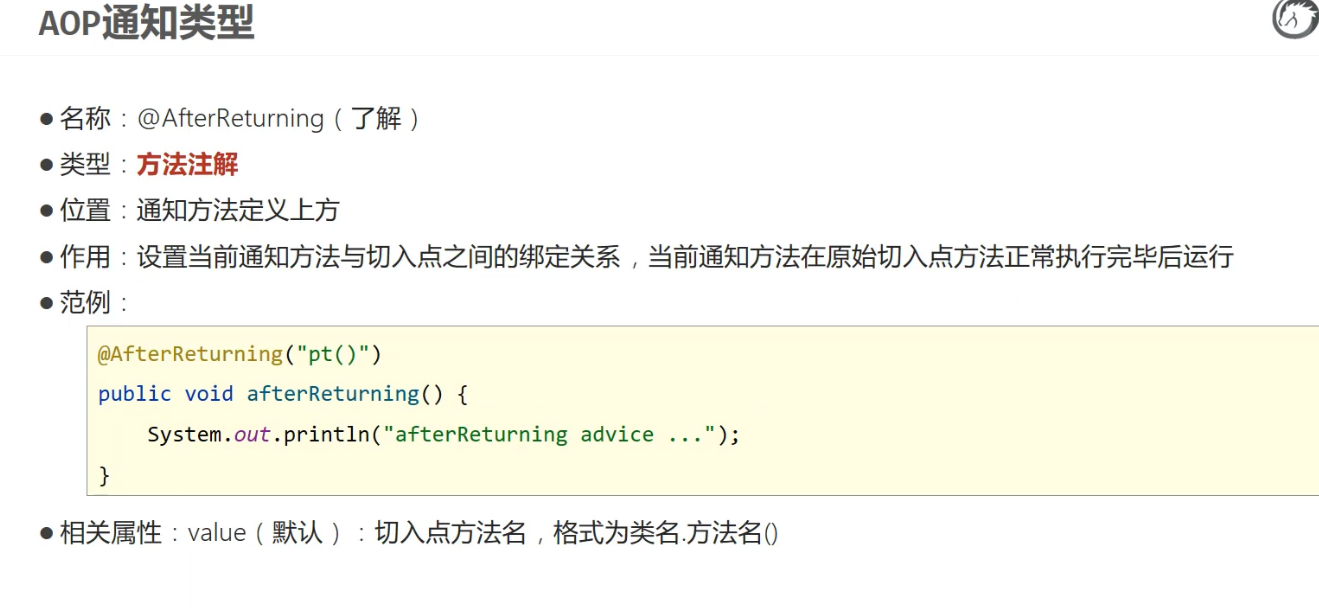 AOP通知类型
● 名称：@AfterReturning（了解）
● 类型：方法注解
● 位置：通知方法定义上方
● 作用：设置当前通知方法与切入点之间的绑定关系，当前通知方法在原始切入点方法正常执行完毕后运行
● 范例：
@AfterReturning("pt()")
public void afterReturning() {
    System.out.println("afterReturning advice ...");
}
● 相关属性：value（默认）：切入点方法名，格式为类名.方法名()